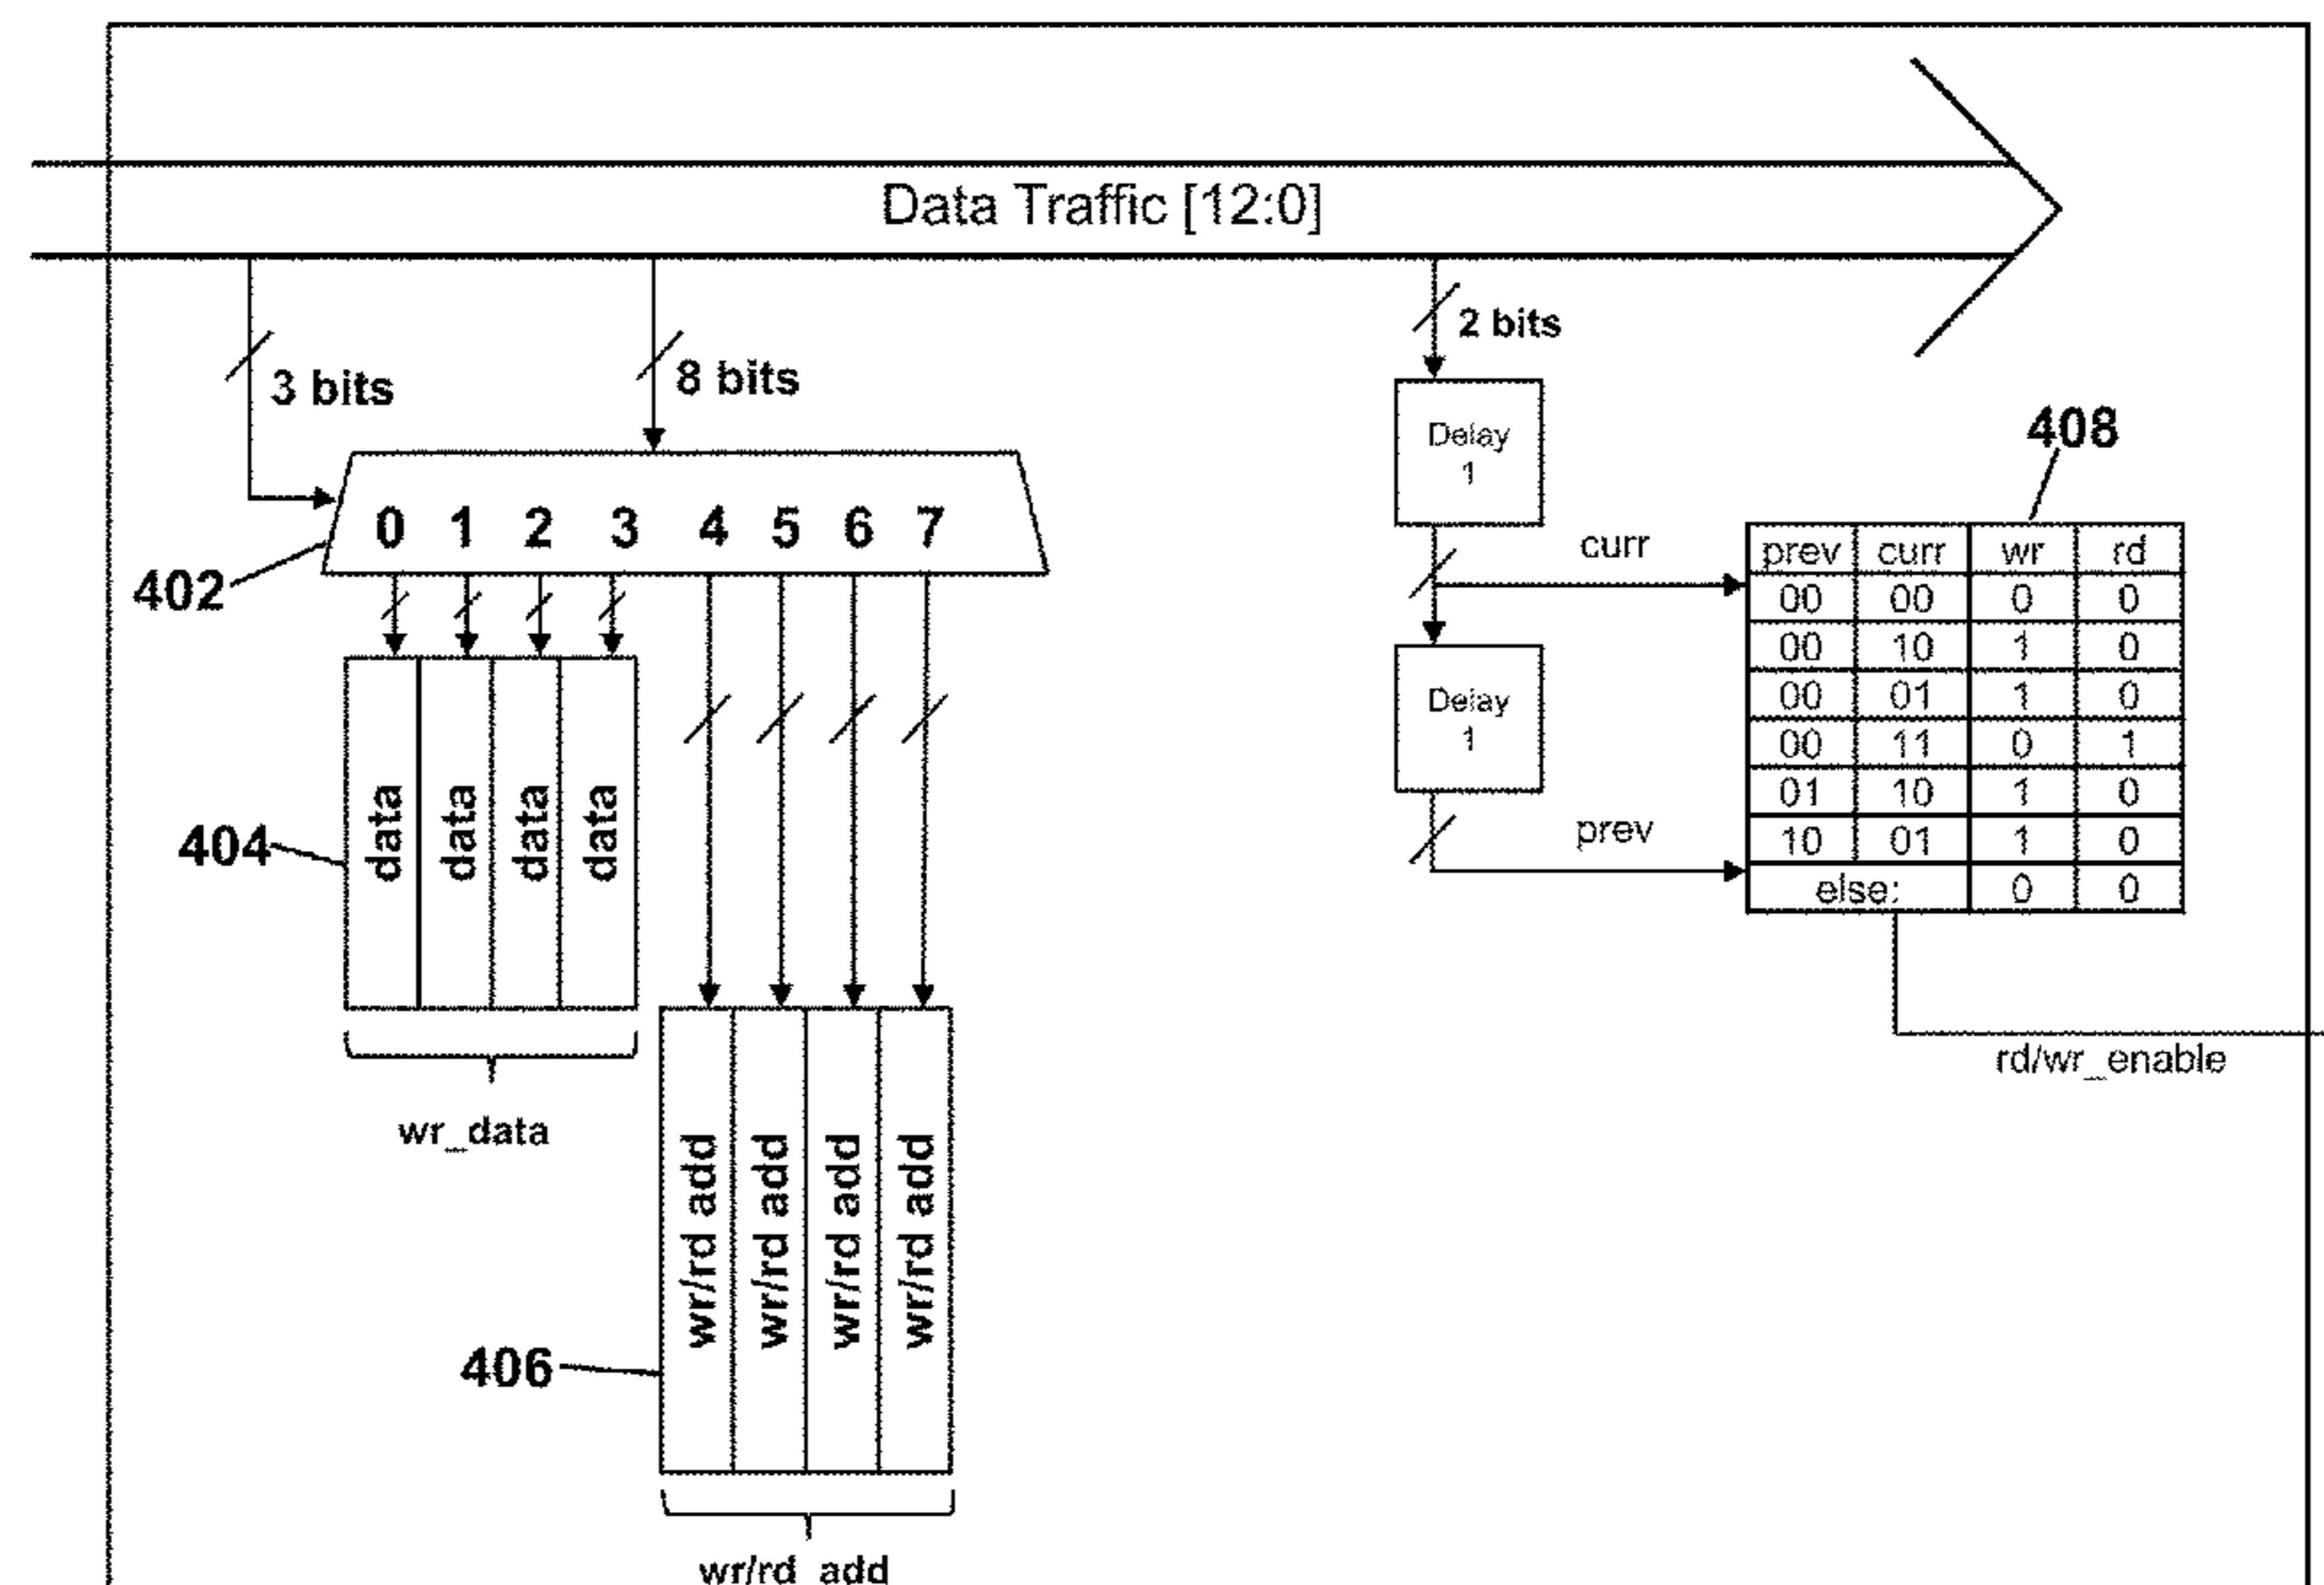 Data Traffic [12:0]
3 bits
8 bits
2 bits
0 1 2 3 4 5 6 7
402
data data data data
404
wr_data
wr/rd add wr/rd add wr/rd add wr/rd add
406
wr/rd_add
Delay
1
curr
Delay
1
prev
408
prev curr wr rd
00 00 0 0
00 10 1 0
00 01 1 0
00 11 0 1
01 10 1 0
10 01 1 0
else: 0 0
rd/wr_enable